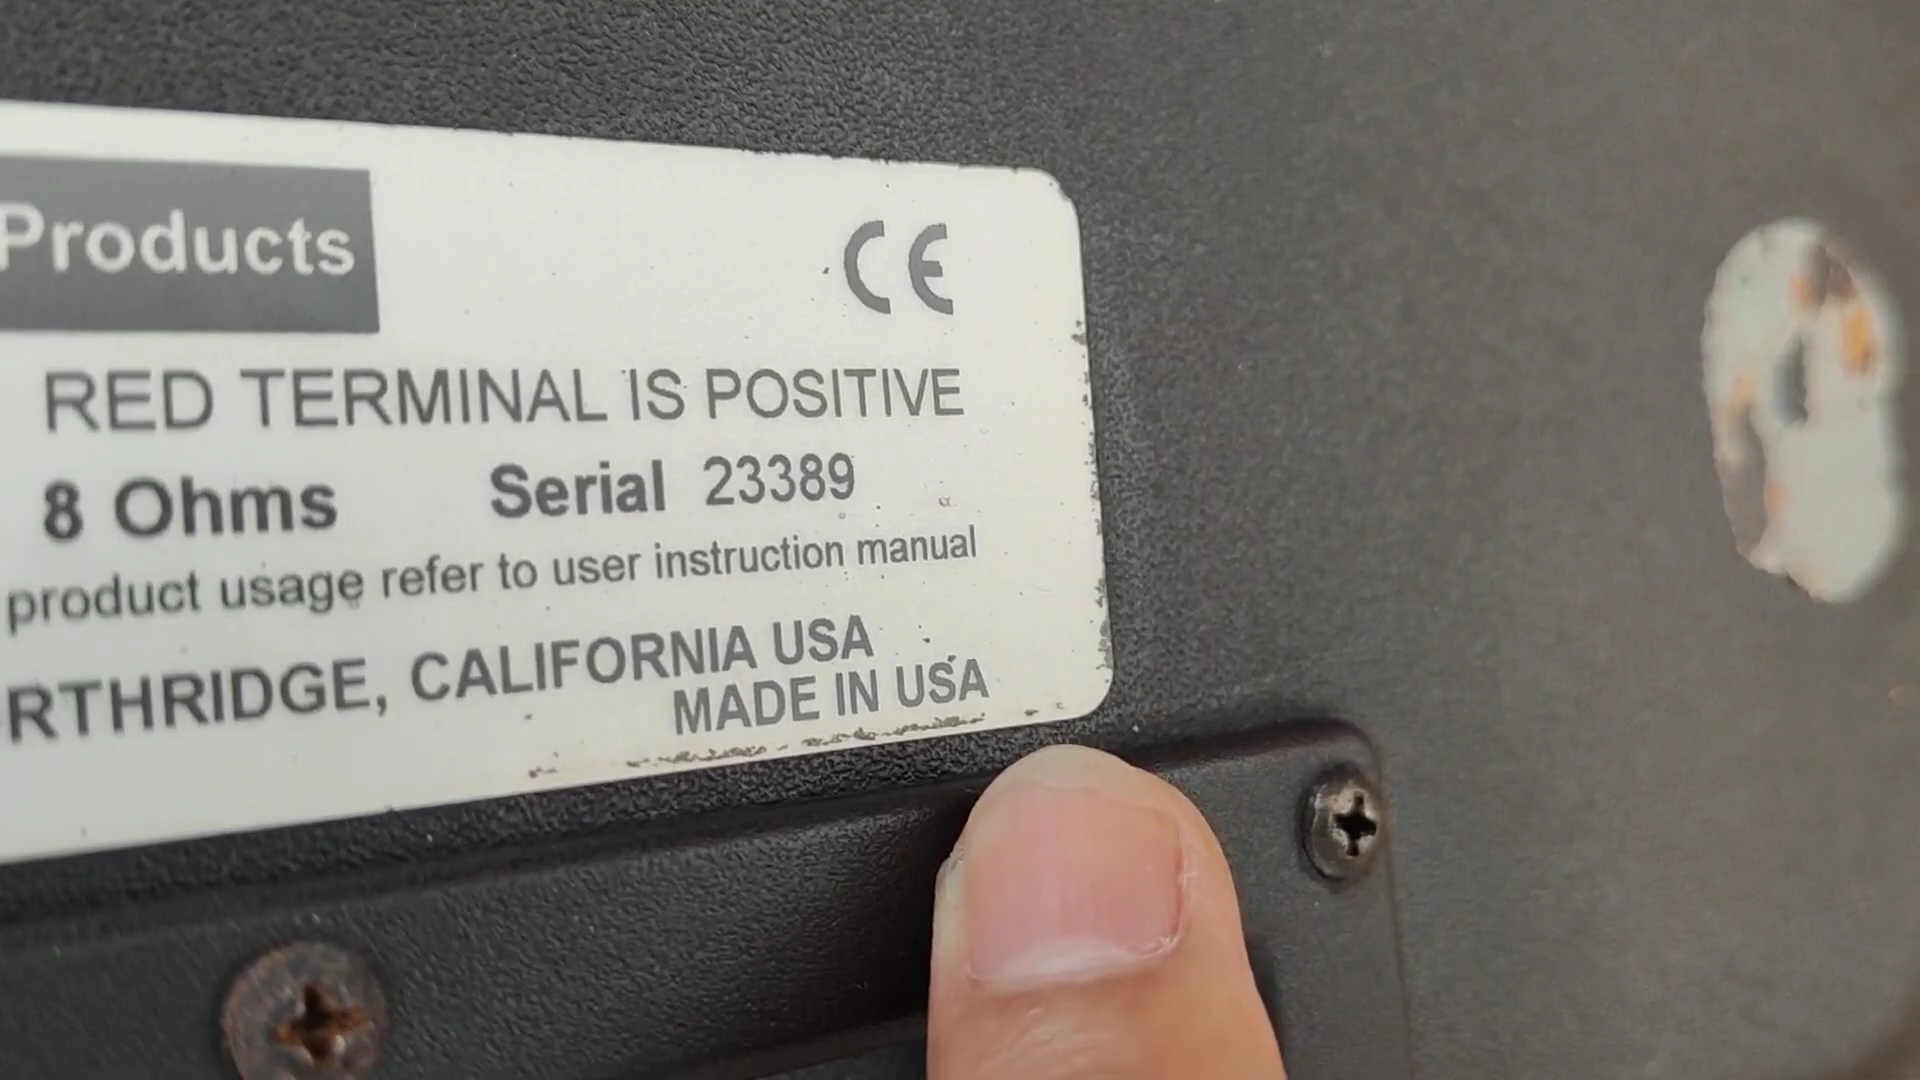 Products
CE
RED TERMINAL IS POSITIVE
8 Ohms Serial 23389
product usage refer to user instruction manual
RTHRIDGE, CALIFORNIA USA
MADE IN USA